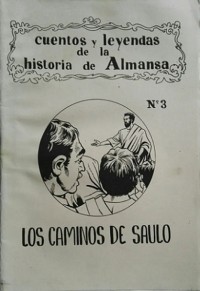 cuentos y leyendas
de la
historia de Almansa
Nº3
LOS CAMINOS DE SAULO